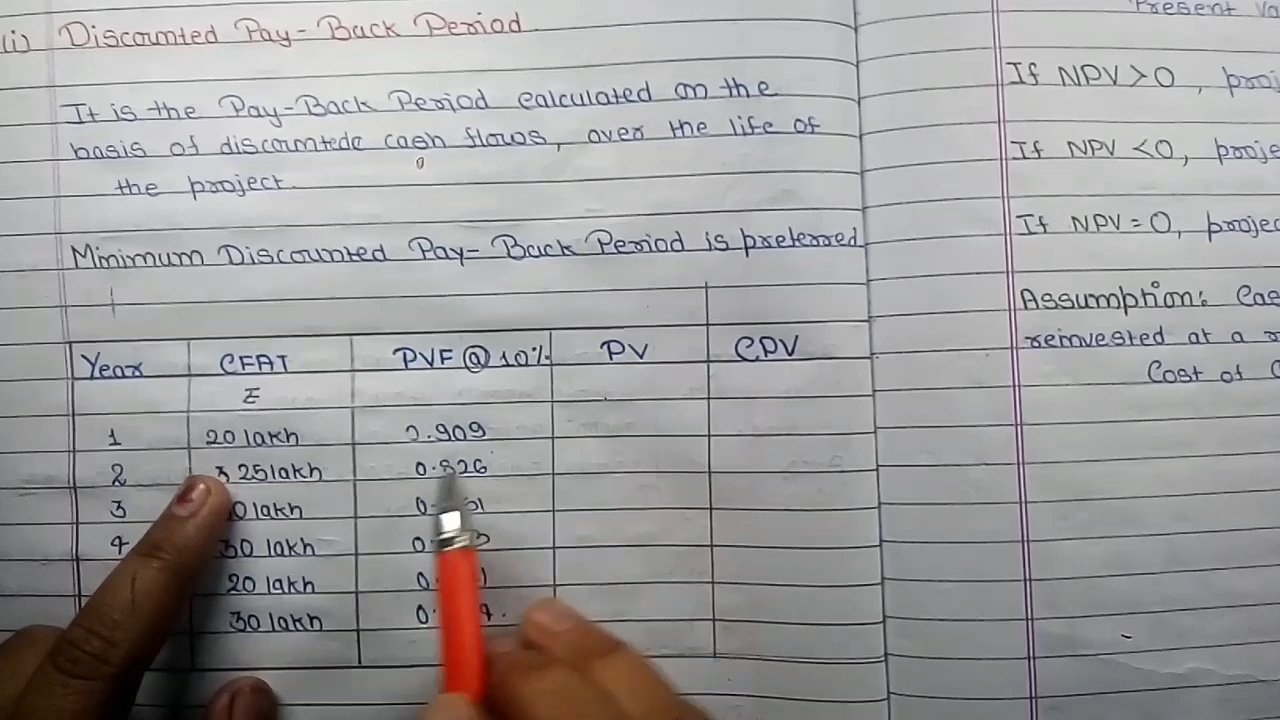 (i) Discounted Pay-Back Period
It is the Pay-Back Period calculated on the
basis of discountede cash flows, over the life of
the project.
Minimum Discounted Pay-Back Period is preferred
Year CFAT PVF @ 10% PV CPV
1 20 lakh 0.909
2 25 lakh 0.826
3 lakh
4 30 lakh
20 lakh
30 lakh
Present
If NPV > 0,
If NPV < 0,
If NPV = 0,
Assumption:
reinvested at a
Cost of